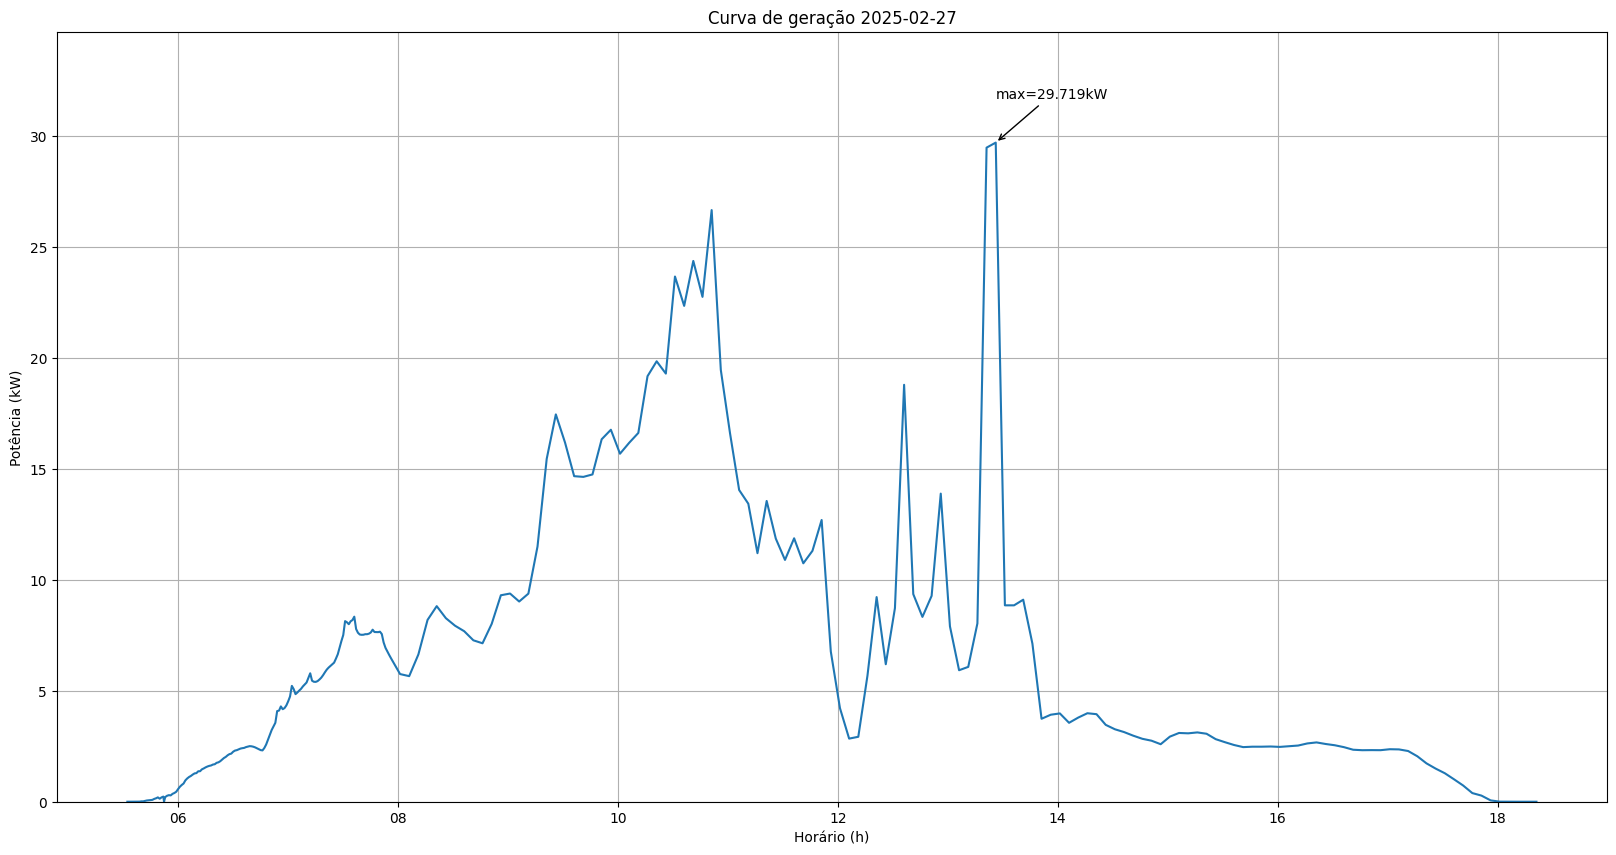 Curva de geração 2025-02-27
max=29.719kW
30
25
20
15
10
5
0
Potência (kW)
06 08 10 12 14 16 18
Horário (h)